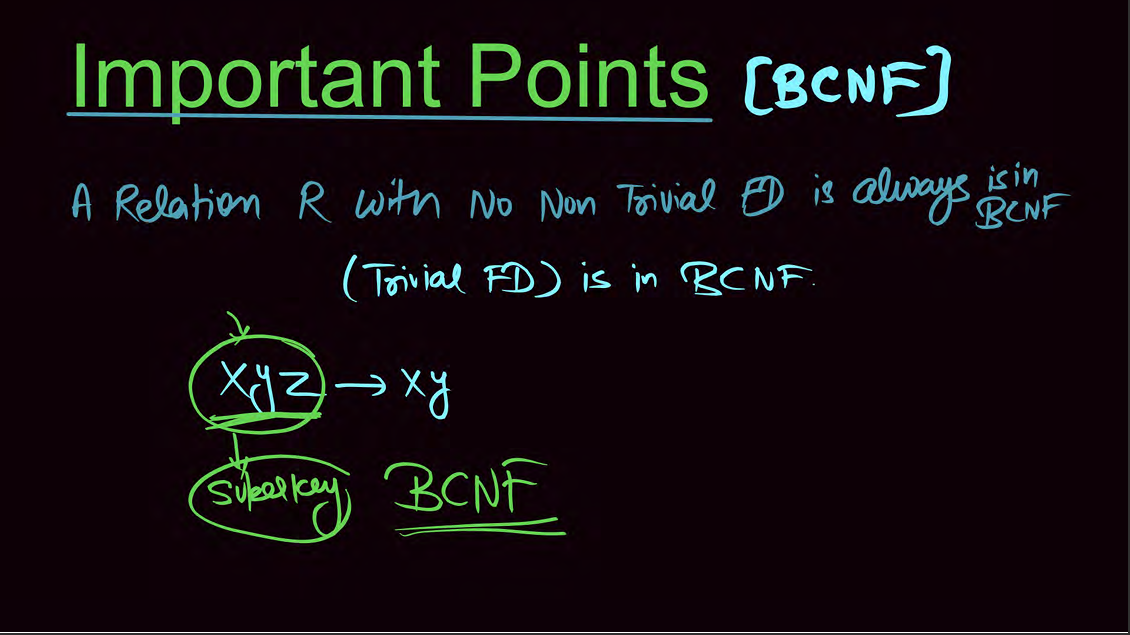 Important Points [BCNF]
A Relation R with No Non Trivial FD is always is in BCNF
(Trivial FD) is in BCNF.
xyz → xy
superkey BCNF